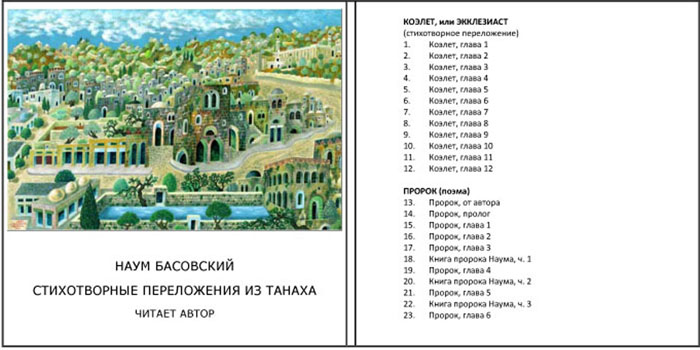 НАУМ БАСОВСКИЙ
СТИХОТВОРНЫЕ ПЕРЕЛОЖЕНИЯ ИЗ ТАНАХА
ЧИТАЕТ АВТОР
КОЭЛЕТ, или ЭККЛЕЗИАСТ
(стихотворное переложение)
1. Коэлет, глава 1
2. Коэлет, глава 2
3. Коэлет, глава 3
4. Коэлет, глава 4
5. Коэлет, глава 5
6. Коэлет, глава 6
7. Коэлет, глава 7
8. Коэлет, глава 8
9. Коэлет, глава 9
10. Коэлет, глава 10
11. Коэлет, глава 11
12. Коэлет, глава 12
ПРОРОК (поэма)
13. Пророк, от автора
14. Пророк, пролог
15. Пророк, глава 1
16. Пророк, глава 2
17. Пророк, глава 3
18. Книга пророка Наума, ч. 1
19. Пророк, глава 4
20. Книга пророка Наума, ч. 2
21. Пророк, глава 5
22. Книга пророка Наума, ч. 3
23. Пророк, глава 6